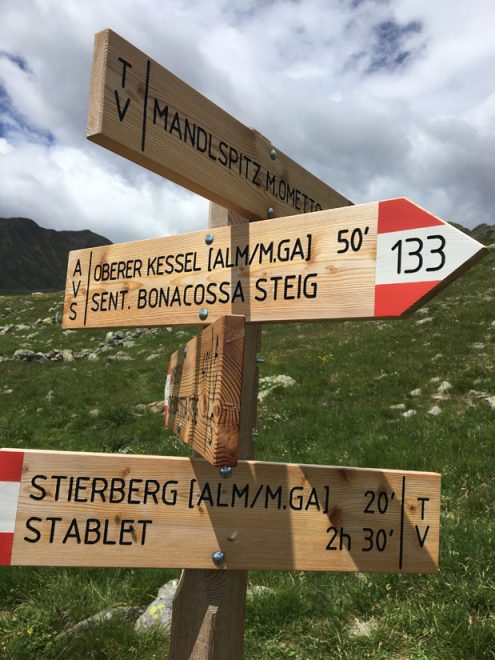 TV MANDLSPITZ M.OMETTO
AVS OBERER KESSEL [ALM/M.GA] 50' 133
SENT. BONACOSSA STEIG
STIERBERG [ALM/M.GA] 20' TV
STABLET 2h 30'